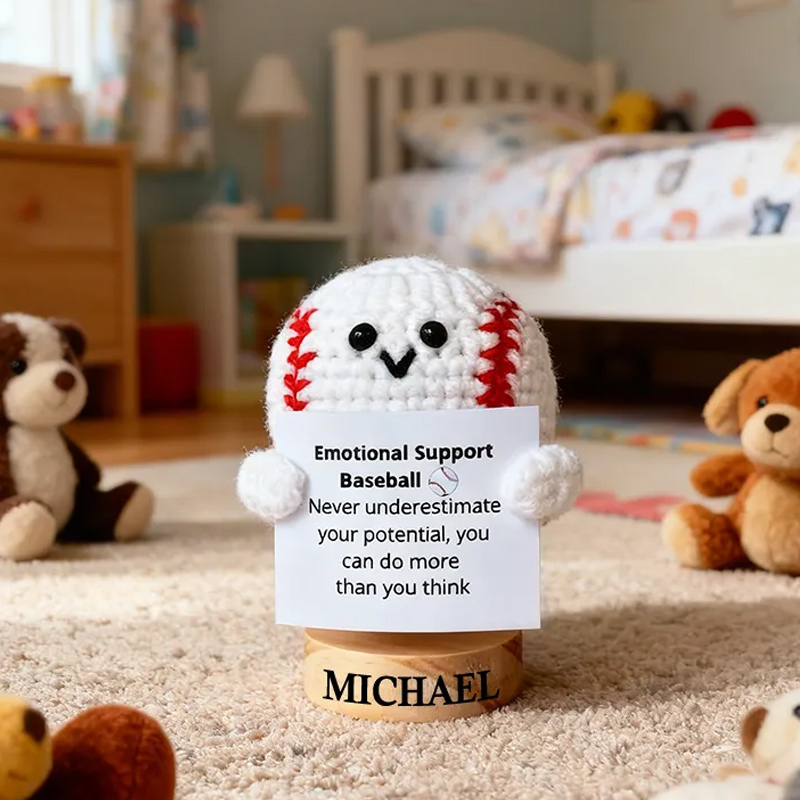 Emotional Support
Baseball ⚾
Never underestimate
your potential, you
can do more
than you think
MICHAEL